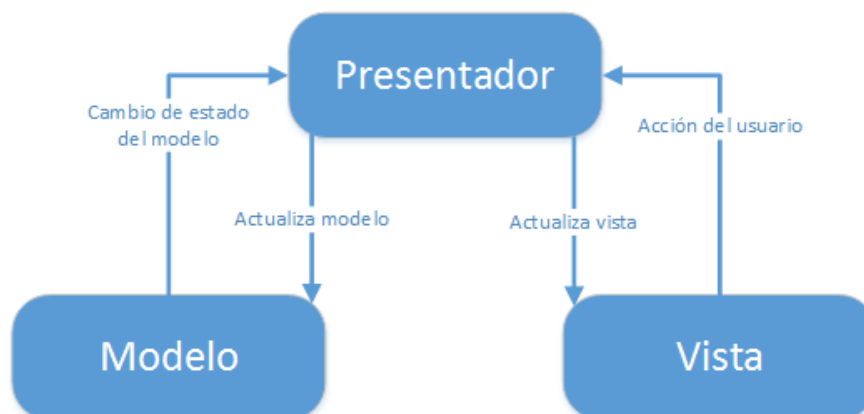 Presentador
Cambio de estado
del modelo
Acción del usuario
Actualiza modelo
Actualiza vista
Modelo
Vista